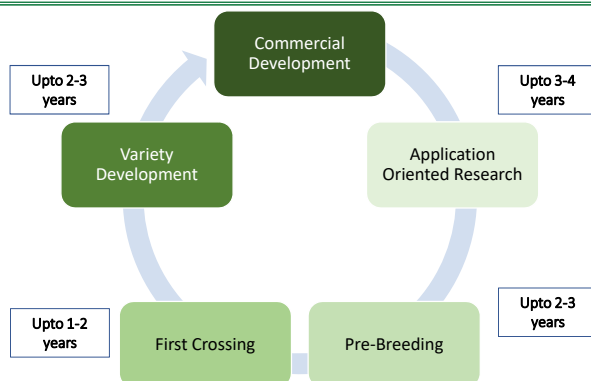 Commercial
Development
Upto 2-3
years
Upto 3-4
years
Variety
Development
Application
Oriented Research
Upto 1-2
years
First Crossing
Pre-Breeding
Upto 2-3
years